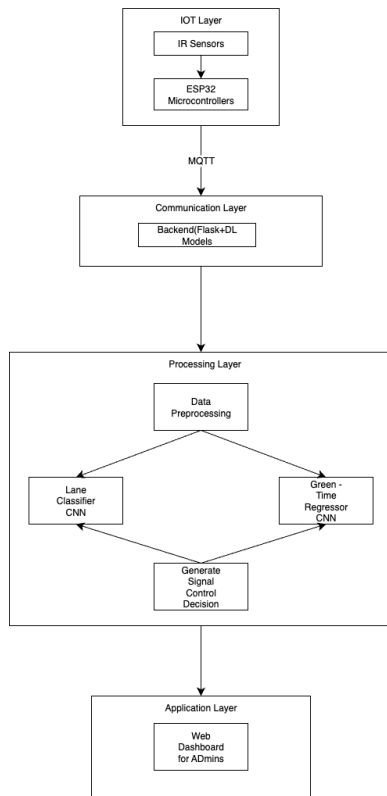 IOT Layer
IR Sensors
ESP32
Microcontrollers
MQTT
Communication Layer
Backend(Flask+DL
Models
Processing Layer
Data
Preprocessing
Lane
Classifier
CNN
Green -
Time
Regressor
CNN
Generate
Signal
Control
Decision
Application Layer
Web
Dashboard
for ADmins